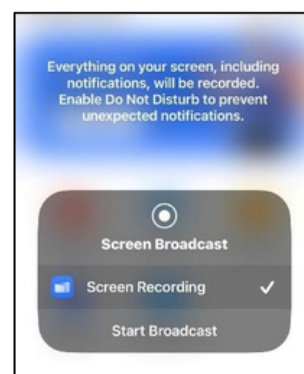 Everything on your screen, including
notifications, will be recorded.
Enable Do Not Disturb to prevent
unexpected notifications.
Screen Broadcast
Screen Recording
Start Broadcast